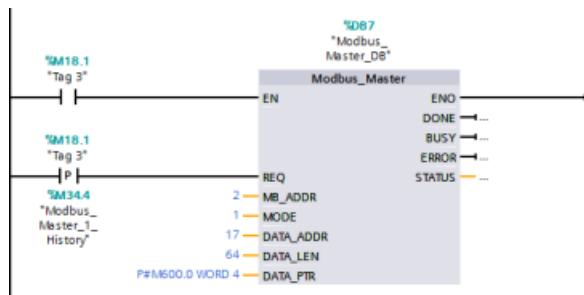 %DB7
"Modbus_
Master_DB"
%M18.1
"Tag 3"
Modbus_Master
EN
ENO
DONE
...
BUSY
...
ERROR
...
%M18.1
"Tag 3"
P
REQ
STATUS
...
%M34.4
"Modbus_
Master_1_
History"
2
MB_ADDR
1
MODE
17
DATA_ADDR
64
DATA_LEN
P#M600.0 WORD 4
DATA_PTR